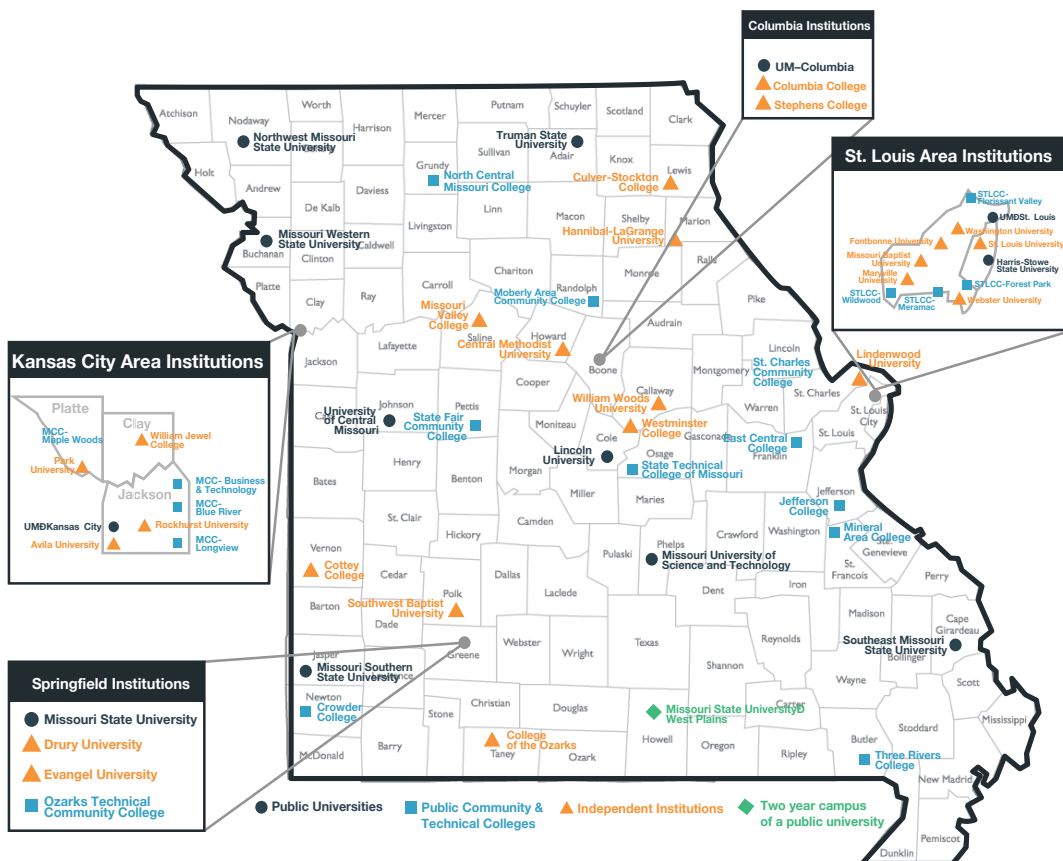 Columbia Institutions
UM–Columbia
Columbia College
Stephens College
St. Louis Area Institutions
STLCC-
Florissant Valley
UMĐSt. Louis
Washington University
Fontbonne University
St. Louis University
Missouri Baptist
University
Harris-Stowe
State University
Maryville
University
STLCC-Forest Park
STLCC-
Wildwood
STLCC-
Meramec
Webster University
Kansas City Area Institutions
Platte
Clay
MCC-
Maple Woods
William Jewel
College
Park
University
Jackson
MCC- Business
& Technology
MCC-
Blue River
UMĐKansas City
Rockhurst University
Avila University
MCC-
Longview
Springfield Institutions
Missouri State University
Drury University
Evangel University
Ozarks Technical
Community College
Atchison
Nodaway
Worth
Harrison
Mercer
Putnam
Schuyler
Scotland
Clark
Northwest Missouri
State University
Truman State
University
Sullivan
Adair
Knox
Lewis
Holt
Andrew
Daviess
Grundy
North Central
Missouri College
Culver-Stockton
College
De Kalb
Linn
Macon
Shelby
Marion
Hannibal-LaGrange
University
Missouri Western
State University
Buchanan
Caldwell
Clinton
Livingston
Chariton
Monroe
Ralls
Platte
Clay
Ray
Carroll
Randolph
Moberly Area
Community College
Pike
Missouri
Valley
College
Saline
Howard
Central Methodist
University
Audrain
Jackson
Lafayette
Cooper
Boone
Callaway
Montgomery
Lincoln
St. Charles
Community
College
Lindenwood
University
St. Charles
Warren
St. Louis
City
St. Louis
Johnson
University
of Central
Missouri
Pettis
State Fair
Community
College
Moniteau
William Woods
University
Westminster
College
Cole
Lincoln
University
Osage
State Technical
College of Missouri
Gasconade
East Central
College
Franklin
Henry
Benton
Morgan
Miller
Maries
Bates
Jefferson
Jefferson
College
St. Clair
Camden
Hickory
Pulaski
Phelps
Crawford
Washington
Mineral
Area College
Ste.
Genevieve
St.
Francois
Perry
Vernon
Cottey
College
Cedar
Dallas
Laclede
Missouri University of
Science and Technology
Dent
Iron
Madison
Barton
Polk
Southwest Baptist
University
Dade
Cape
Girardeau
Southeast Missouri
State University
Bollinger
Jasper
Missouri Southern
State University
Lawrence
Greene
Webster
Wright
Texas
Shannon
Reynolds
Wayne
Scott
Newton
Crowder
College
Stone
Christian
Douglas
Missouri State UniversityĐ
West Plains
Howell
Carter
Stoddard
Mississippi
McDonald
Barry
College
of the Ozarks
Taney
Ozark
Oregon
Ripley
Butler
Three Rivers
College
New Madrid
Pemiscot
Dunklin
Public Universities
Public Community &
Technical Colleges
Independent Institutions
Two year campus
of a public university